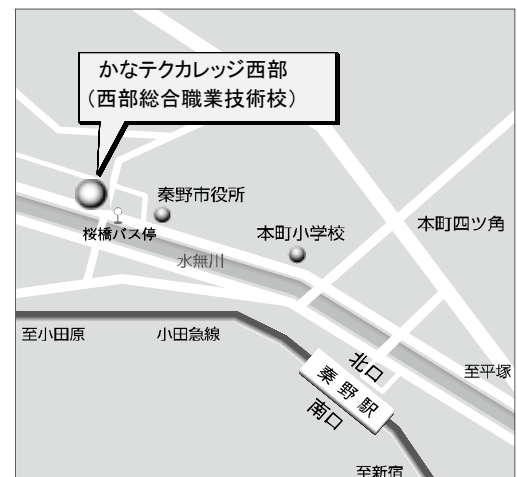 かなテクカレッジ西部
（西部総合職業技術校）
秦野市役所
桜橋バス停
本町小学校
本町四ツ角
水無川
至小田原
小田急線
北口
秦野駅
南口
至平塚
至新宿